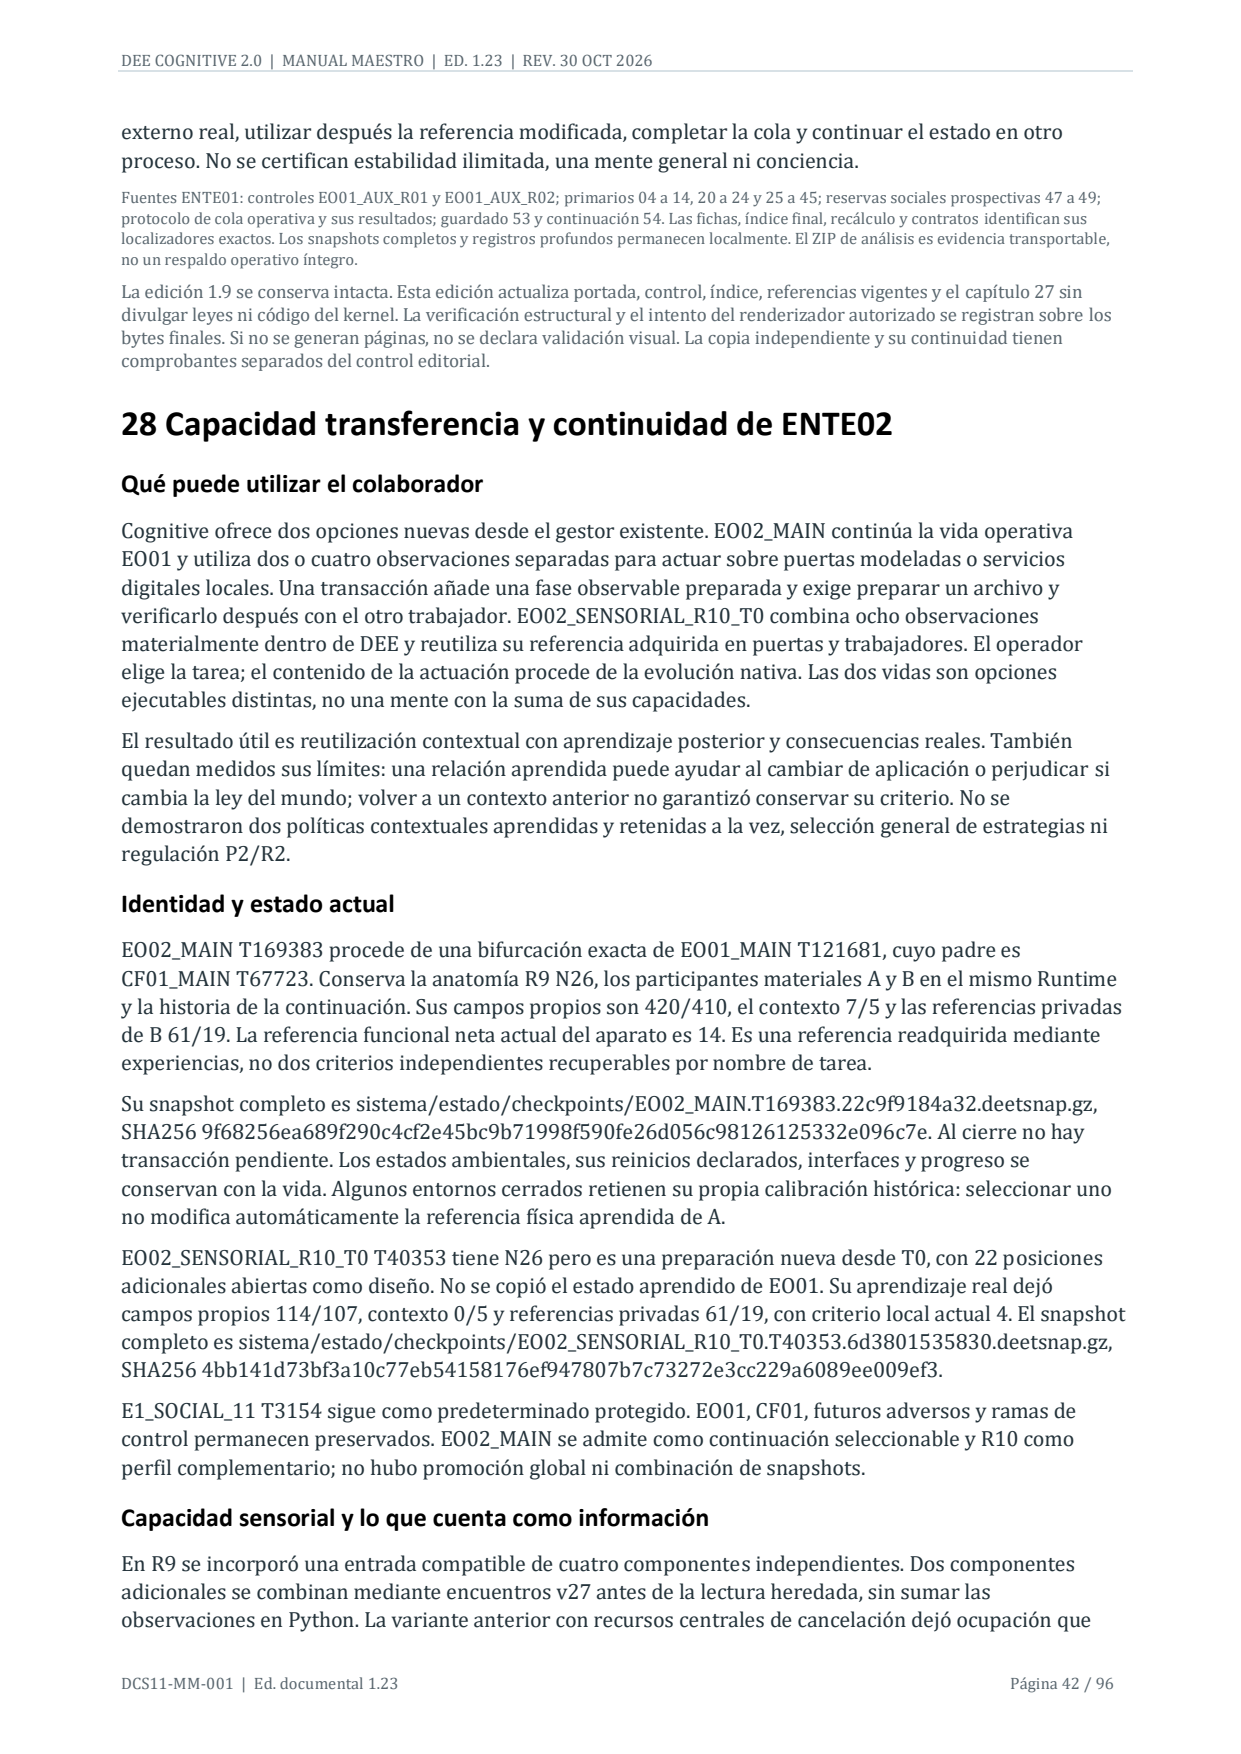 DEE COGNITIVE 2.0 | MANUAL MAESTRO | ED. 1.23 | REV. 30 OCT 2026
externo real, utilizar después la referencia modificada, completar la cola y continuar el estado en otro
proceso. No se certifican estabilidad ilimitada, una mente general ni conciencia.
Fuentes ENTE01: controles EO01_AUX_R01 y EO01_AUX_R02; primarios 04 a 14, 20 a 24 y 25 a 45; reservas sociales prospectivas 47 a 49;
protocolo de cola operativa y sus resultados; guardado 53 y continuación 54. Las fichas, índice final, recálculo y contratos identifican sus
localizadores exactos. Los snapshots completos y registros profundos permanecen localmente. El ZIP de análisis es evidencia transportable,
no un respaldo operativo íntegro.
La edición 1.9 se conserva intacta. Esta edición actualiza portada, control, índice, referencias vigentes y el capítulo 27 sin
divulgar leyes ni código del kernel. La verificación estructural y el intento del renderizador autorizado se registran sobre los
bytes finales. Si no se generan páginas, no se declara validación visual. La copia independiente y su continuidad tienen
comprobantes separados del control editorial.
28 Capacidad transferencia y continuidad de ENTE02
Qué puede utilizar el colaborador
Cognitive ofrece dos opciones nuevas desde el gestor existente. EO02_MAIN continúa la vida operativa
EO01 y utiliza dos o cuatro observaciones separadas para actuar sobre puertas modeladas o servicios
digitales locales. Una transacción añade una fase observable preparada y exige preparar un archivo y
verificarlo después con el otro trabajador. EO02_SENSORIAL_R10_T0 combina ocho observaciones
materialmente dentro de DEE y reutiliza su referencia adquirida en puertas y trabajadores. El operador
elige la tarea; el contenido de la actuación procede de la evolución nativa. Las dos vidas son opciones
ejecutables distintas, no una mente con la suma de sus capacidades.
El resultado útil es reutilización contextual con aprendizaje posterior y consecuencias reales. También
quedan medidos sus límites: una relación aprendida puede ayudar al cambiar de aplicación o perjudicar si
cambia la ley del mundo; volver a un contexto anterior no garantizó conservar su criterio. No se
demostraron dos políticas contextuales aprendidas y retenidas a la vez, selección general de estrategias ni
regulación P2/R2.
Identidad y estado actual
EO02_MAIN T169383 procede de una bifurcación exacta de EO01_MAIN T121681, cuyo padre es
CF01_MAIN T67723. Conserva la anatomía R9 N26, los participantes materiales A y B en el mismo Runtime
y la historia de la continuación. Sus campos propios son 420/410, el contexto 7/5 y las referencias privadas
de B 61/19. La referencia funcional neta actual del aparato es 14. Es una referencia readquirida mediante
experiencias, no dos criterios independientes recuperables por nombre de tarea.
Su snapshot completo es sistema/estado/checkpoints/EO02_MAIN.T169383.22c9f9184a32.deetsnap.gz,
SHA256 9f68256ea689f290c4cf2e45bc9b71998f590fe26d056c98126125332e096c7e. Al cierre no hay
transacción pendiente. Los estados ambientales, sus reinicios declarados, interfaces y progreso se
conservan con la vida. Algunos entornos cerrados retienen su propia calibración histórica: seleccionar uno
no modifica automáticamente la referencia física aprendida de A.
EO02_SENSORIAL_R10_T0 T40353 tiene N26 pero es una preparación nueva desde T0, con 22 posiciones
adicionales abiertas como diseño. No se copió el estado aprendido de EO01. Su aprendizaje real dejó
campos propios 114/107, contexto 0/5 y referencias privadas 61/19, con criterio local actual 4. El snapshot
completo es sistema/estado/checkpoints/EO02_SENSORIAL_R10_T0.T40353.6d3801535830.deetsnap.gz,
SHA256 4bb141d73bf3a10c77eb54158176ef947807b7c73272e3cc229a6089ee009ef3.
E1_SOCIAL_11 T3154 sigue como predeterminado protegido. EO01, CF01, futuros adversos y ramas de
control permanecen preservados. EO02_MAIN se admite como continuación seleccionable y R10 como
perfil complementario; no hubo promoción global ni combinación de snapshots.
Capacidad sensorial y lo que cuenta como información
En R9 se incorporó una entrada compatible de cuatro componentes independientes. Dos componentes
adicionales se combinan mediante encuentros v27 antes de la lectura heredada, sin sumar las
observaciones en Python. La variante anterior con recursos centrales de cancelación dejó ocupación que
DCS11-MM-001 | Ed. documental 1.23
Página 42 / 96